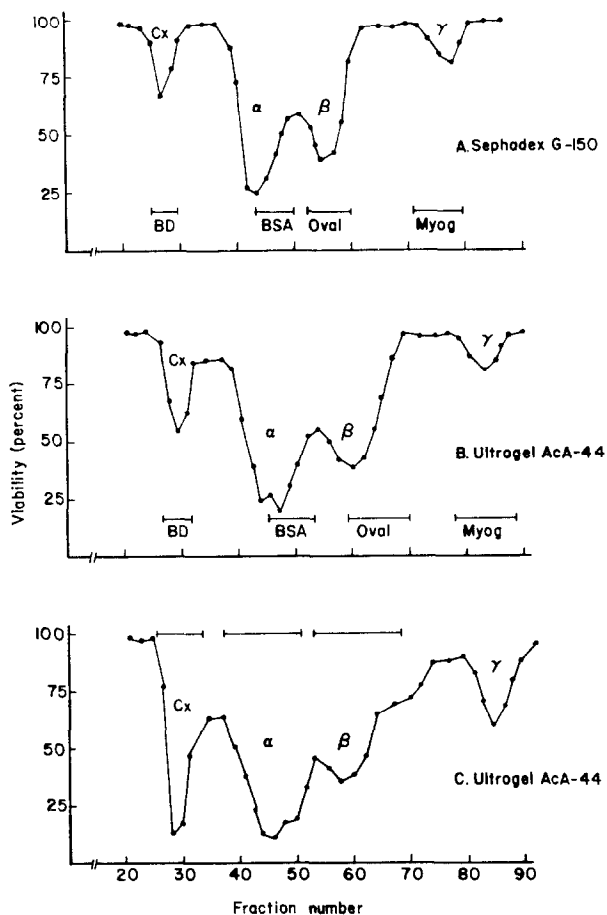 100
75
50
25
Cx
α
β
γ
A. Sephadex G-150
BD
BSA
Oval
Myog
Viability (percent)
100
75
50
25
Cx
α
β
γ
B. Ultrogel AcA-44
BD
BSA
Oval
Myog
100
75
50
25
Cx
α
β
γ
C. Ultrogel AcA-44
20 30 40 50 60 70 80 90
Fraction number